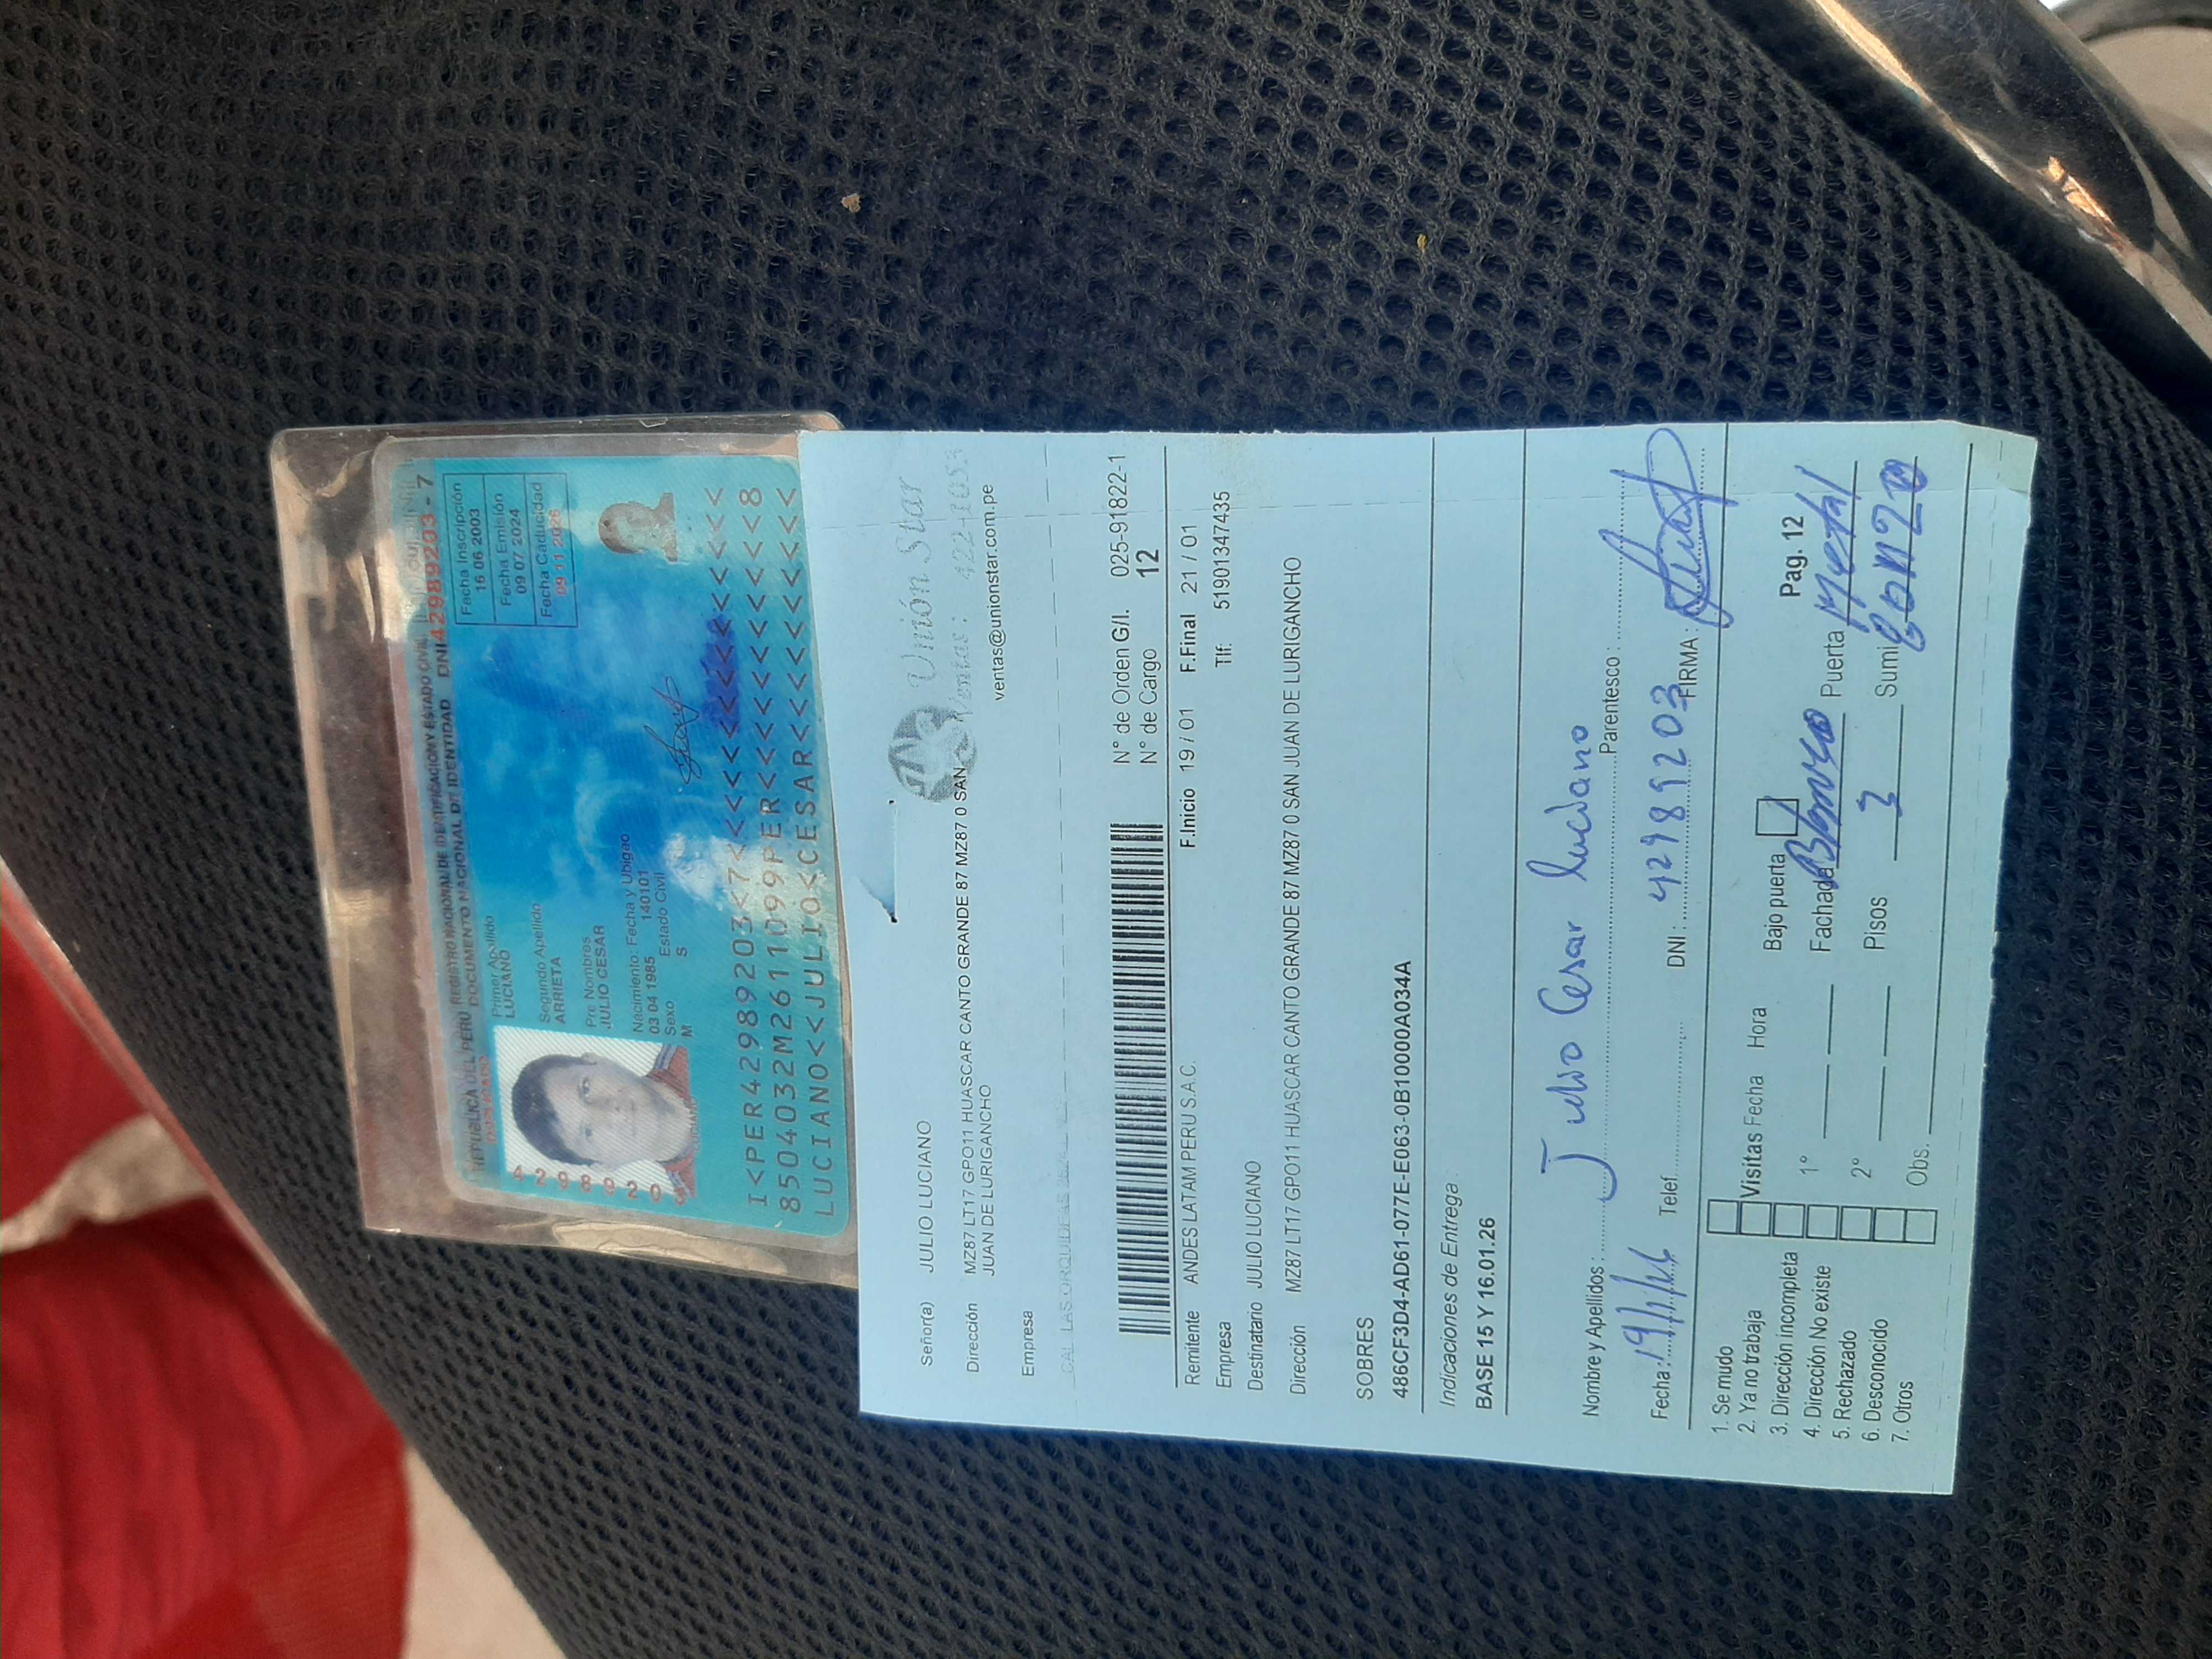 REPUBLICA DEL PERU REGISTRO NACIONAL DE IDENTIFICACION Y ESTADO CIVIL
DOCUMENTO NACIONAL DE IDENTIDAD DNI 42989203 - 7
Primer Apellido
LUCIANO
Segundo Apellido
ARRIETA
Pre Nombres
JULIO CESAR
Nacimiento: Fecha y Ubigeo
03 04 1985 140101
Sexo Estado Civil
M S
Fecha Inscripción
16 06 2003
Fecha Emisión
09 07 2024
Fecha Caducidad
09 11 2026
I<PER42989203<7<<<<<<<<<<<<<<<
8504032M2611099PER<<<<<<<<<<<8
LUCIANO<<JULIO<CESAR<<<<<<<<<<
Unión Star
Ventas: 422-1053
ventas@unionstar.com.pe
Señor(a) JULIO LUCIANO
Dirección MZ87 LT17 GPO11 HUASCAR CANTO GRANDE 87 MZ87 0 SAN
JUAN DE LURIGANCHO
Empresa
N° de Orden G/I. 025-91822-1
N° de Cargo 12
Remitente ANDES LATAM PERU S.A.C. F.Inicio 19 / 01 F.Final 21 / 01
Empresa Tlf: 51901347435
Destinatario JULIO LUCIANO
Dirección MZ87 LT17 GPO11 HUASCAR CANTO GRANDE 87 MZ87 0 SAN JUAN DE LURIGANCHO
SOBRES
486CF3D4-AD61-077E-E063-0B10000A034A
Indicaciones de Entrega
BASE 15 Y 16.01.26
Nombre y Apellidos : Julio Cesar Luciano Parentesco :
Fecha : 19/1/26 Telef. DNI : 42989203 FIRMA :
1. Se mudo
2. Ya no trabaja
3. Dirección incompleta
4. Dirección No existe
5. Rechazado
6. Desconocido
7. Otros
Visitas Fecha Hora
1°
2°
Obs.
Bajo puerta Pag. 12
Fachada Blanco Puerta Metal
Pisos 3 Sumi